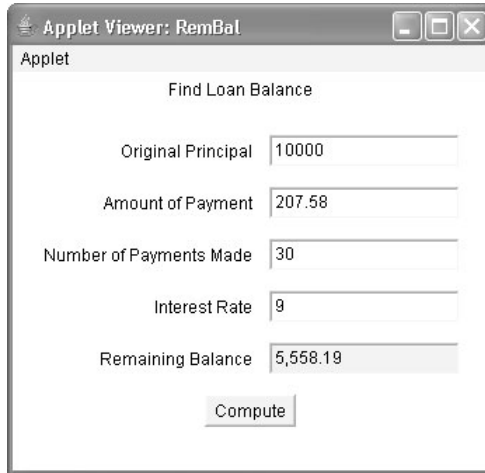 Applet Viewer: RemBal
Applet
Find Loan Balance
Original Principal 10000
Amount of Payment 207.58
Number of Payments Made 30
Interest Rate 9
Remaining Balance 5,558.19
Compute